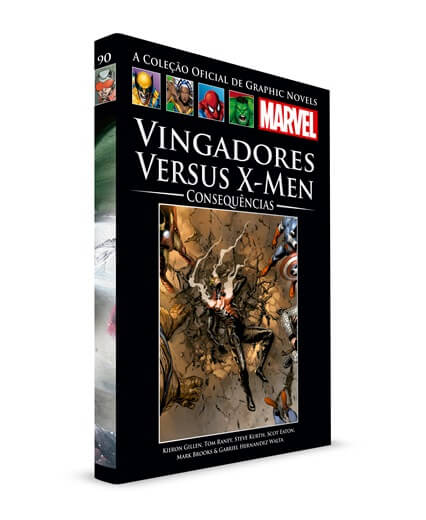 90
A Coleção Oficial de Graphic Novels
MARVEL
Vingadores
Versus X-Men
Consequências
Kieron Gillen, Tom Raney, Steve Kurth, Scot Eaton,
Mark Brooks & Gabriel Hernandez Walta